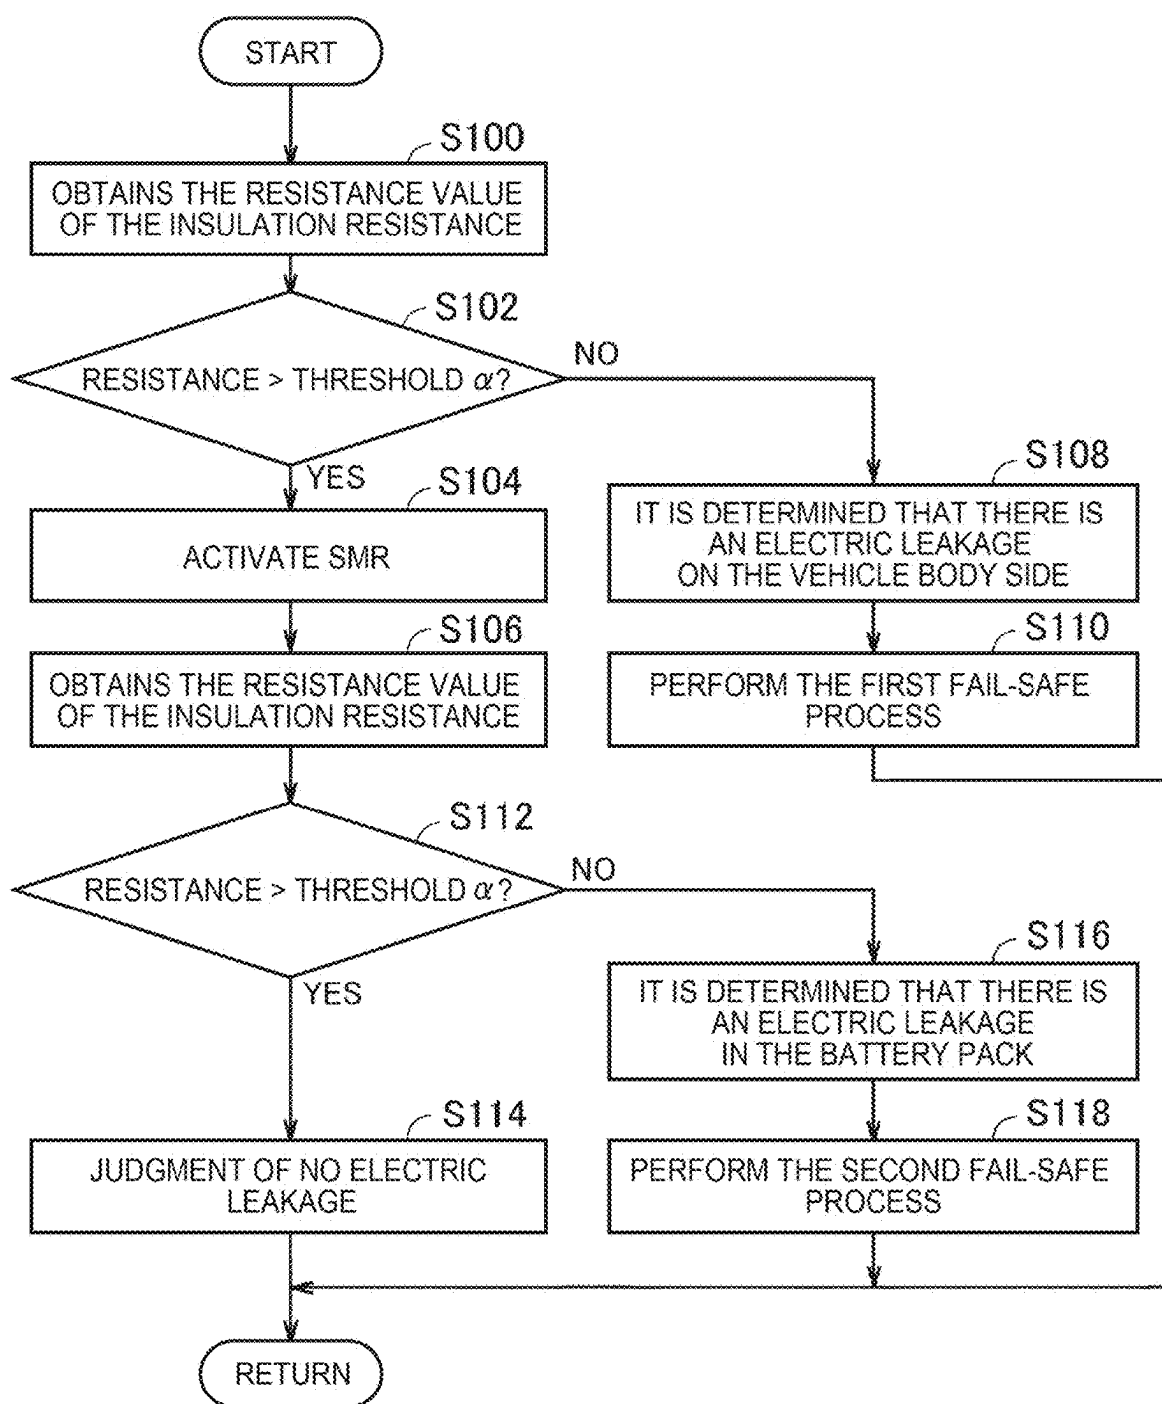 START
S100
OBTAINS THE RESISTANCE VALUE
OF THE INSULATION RESISTANCE
S102
RESISTANCE > THRESHOLD α?
NO
YES
S104
ACTIVATE SMR
S106
OBTAINS THE RESISTANCE VALUE
OF THE INSULATION RESISTANCE
S108
IT IS DETERMINED THAT THERE IS
AN ELECTRIC LEAKAGE
ON THE VEHICLE BODY SIDE
S110
PERFORM THE FIRST FAIL-SAFE
PROCESS
S112
RESISTANCE > THRESHOLD α?
NO
YES
S114
JUDGMENT OF NO ELECTRIC
LEAKAGE
S116
IT IS DETERMINED THAT THERE IS
AN ELECTRIC LEAKAGE
IN THE BATTERY PACK
S118
PERFORM THE SECOND FAIL-SAFE
PROCESS
RETURN